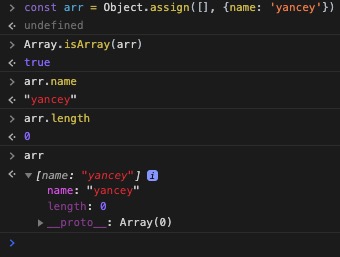 > const arr = Object.assign([], {name: 'yancey'})
undefined
> Array.isArray(arr)
true
> arr.name
"yancey"
> arr.length
0
> arr
▼ [name: "yancey"] i
name: "yancey"
length: 0
▶ __proto__: Array(0)
>